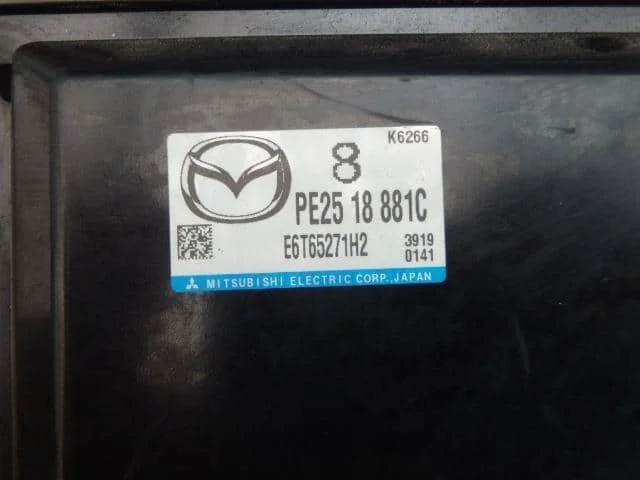 K6266
8
PE25 18 881C
E6T65271H2
3919
0141
MITSUBISHI ELECTRIC CORP., JAPAN